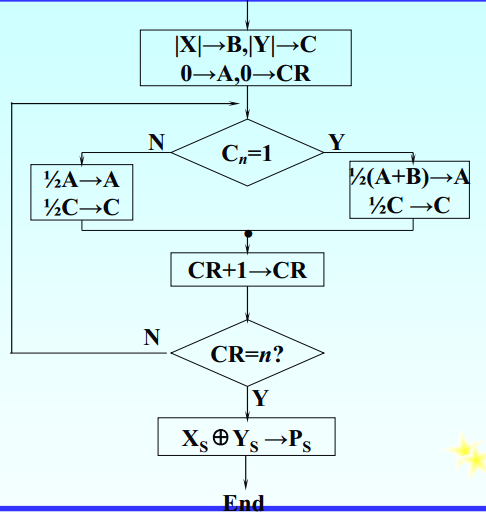 |X|→B,|Y|→C
0→A,0→CR
N
Cn=1
Y
½A→A
½C→C
½(A+B)→A
½C →C
CR+1→CR
N
CR=n?
Y
XS⊕YS→PS
End